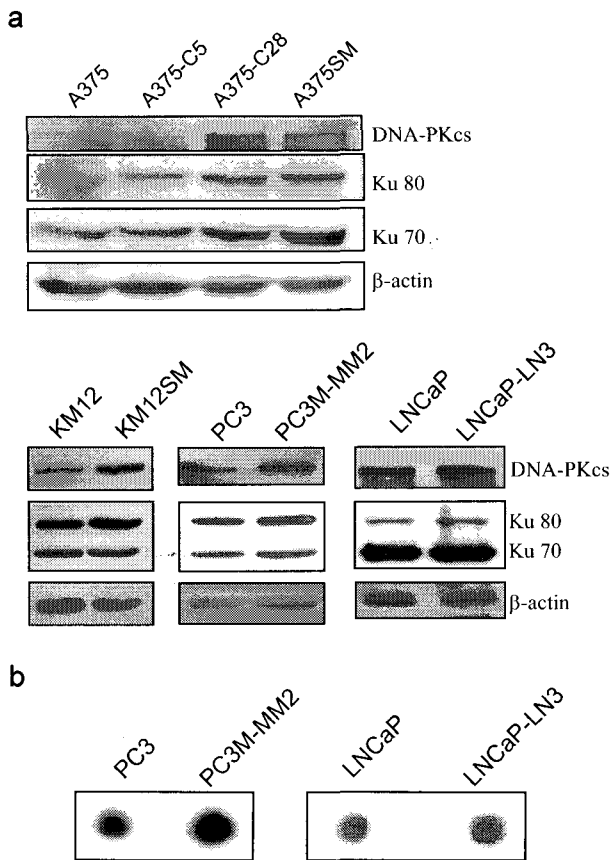 a
A375 A375-C5 A375-C28 A375SM
DNA-PKcs
Ku 80
Ku 70
β-actin
KM12 KM12SM PC3 PC3M-MM2 LNCaP LNCaP-LN3
DNA-PKcs
Ku 80
Ku 70
β-actin
b
PC3 PC3M-MM2 LNCaP LNCaP-LN3